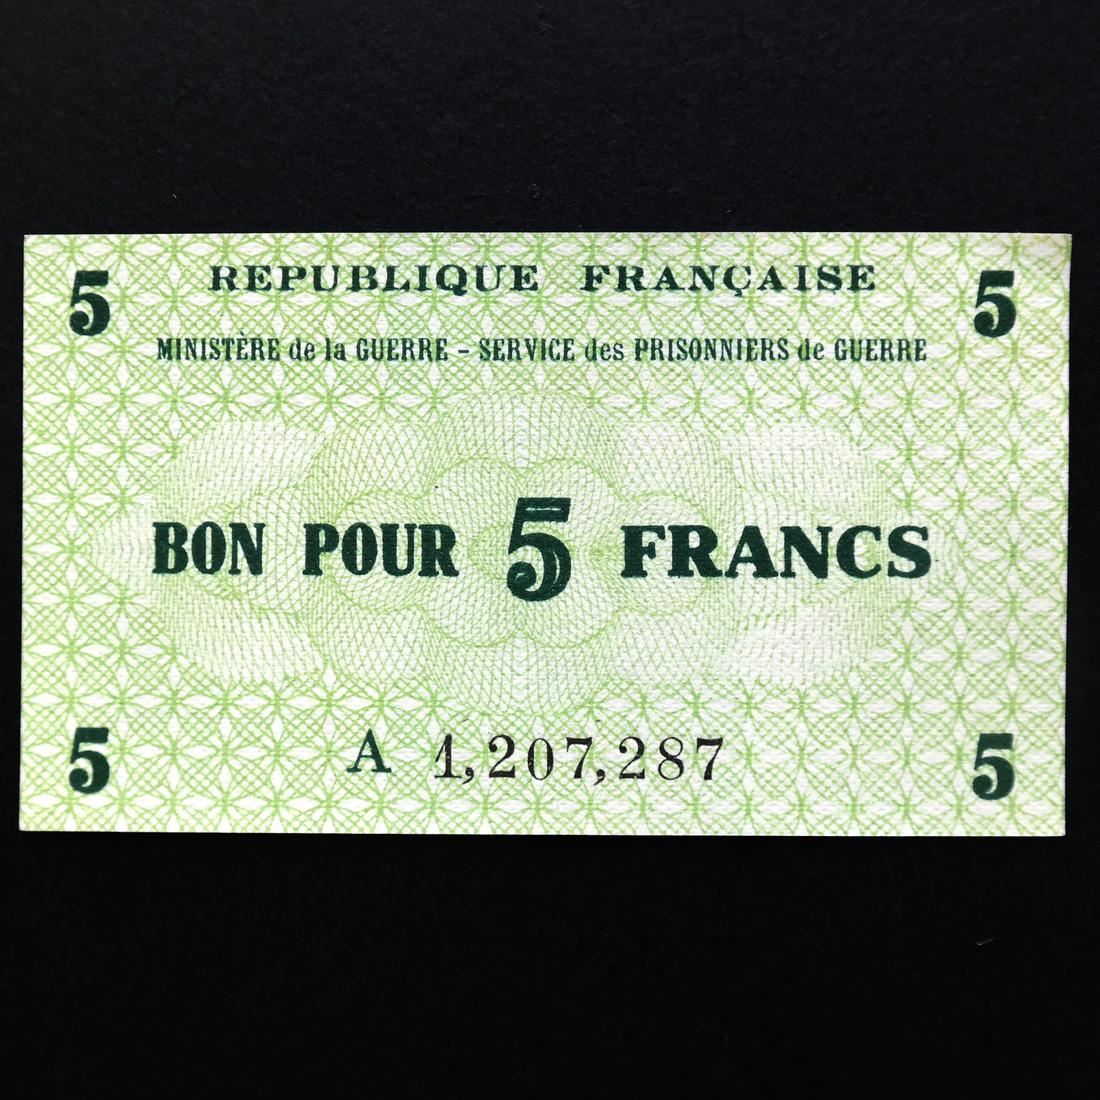 5 REPUBLIQUE FRANÇAISE 5
MINISTÈRE de la GUERRE - SERVICE des PRISONNIERS de GUERRE
BON POUR 5 FRANCS
5 A 1,207,287 5